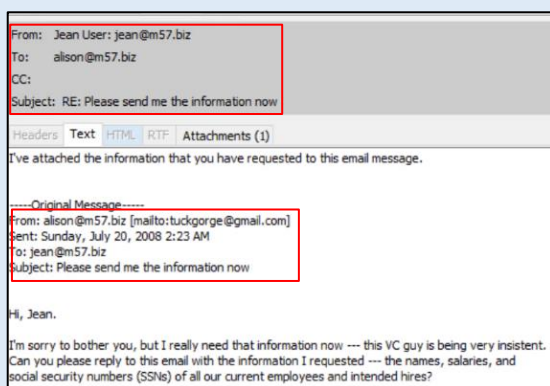 From: Jean User: jean@m57.biz
To: alison@m57.biz
CC:
Subject: RE: Please send me the information now
Headers Text HTML RTF Attachments (1)
I've attached the information that you have requested to this email message.
-----Original Message-----
From: alison@m57.biz [mailto:tuckgorge@gmail.com]
Sent: Sunday, July 20, 2008 2:23 AM
To: jean@m57.biz
Subject: Please send me the information now
Hi, Jean.
I'm sorry to bother you, but I really need that information now --- this VC guy is being very insistent.
Can you please reply to this email with the information I requested --- the names, salaries, and
social security numbers (SSNs) of all our current employees and intended hires?